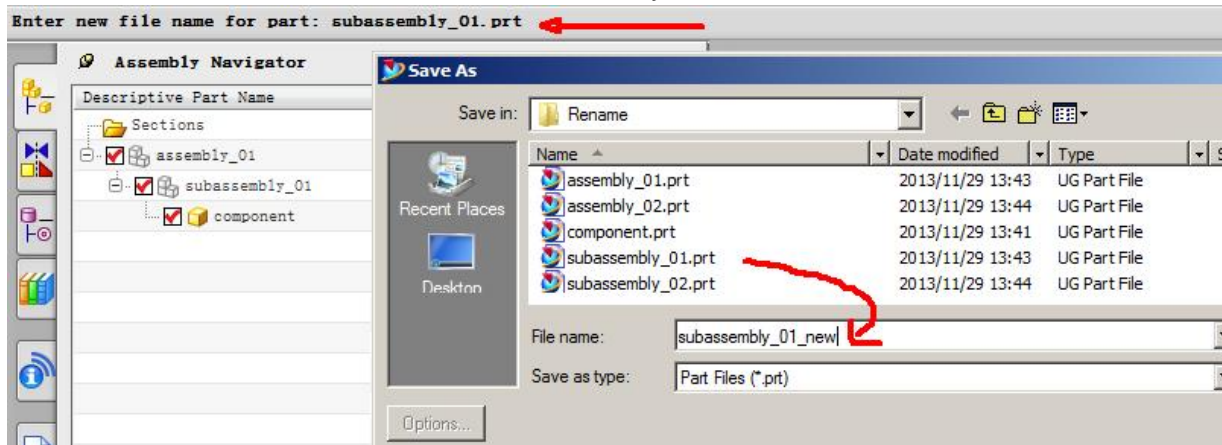 Enter new file name for part: subassembly_01.prt
Assembly Navigator
Descriptive Part Name
Sections
assembly_01
subassembly_01
component
Save As
Save in: Rename
Name Date modified Type S
assembly_01.prt 2013/11/29 13:43 UG Part File
assembly_02.prt 2013/11/29 13:44 UG Part File
component.prt 2013/11/29 13:41 UG Part File
subassembly_01.prt 2013/11/29 13:43 UG Part File
subassembly_02.prt 2013/11/29 13:44 UG Part File
Recent Places
Desktop
File name: subassembly_01_new
Save as type: Part Files (*.prt)
Options...